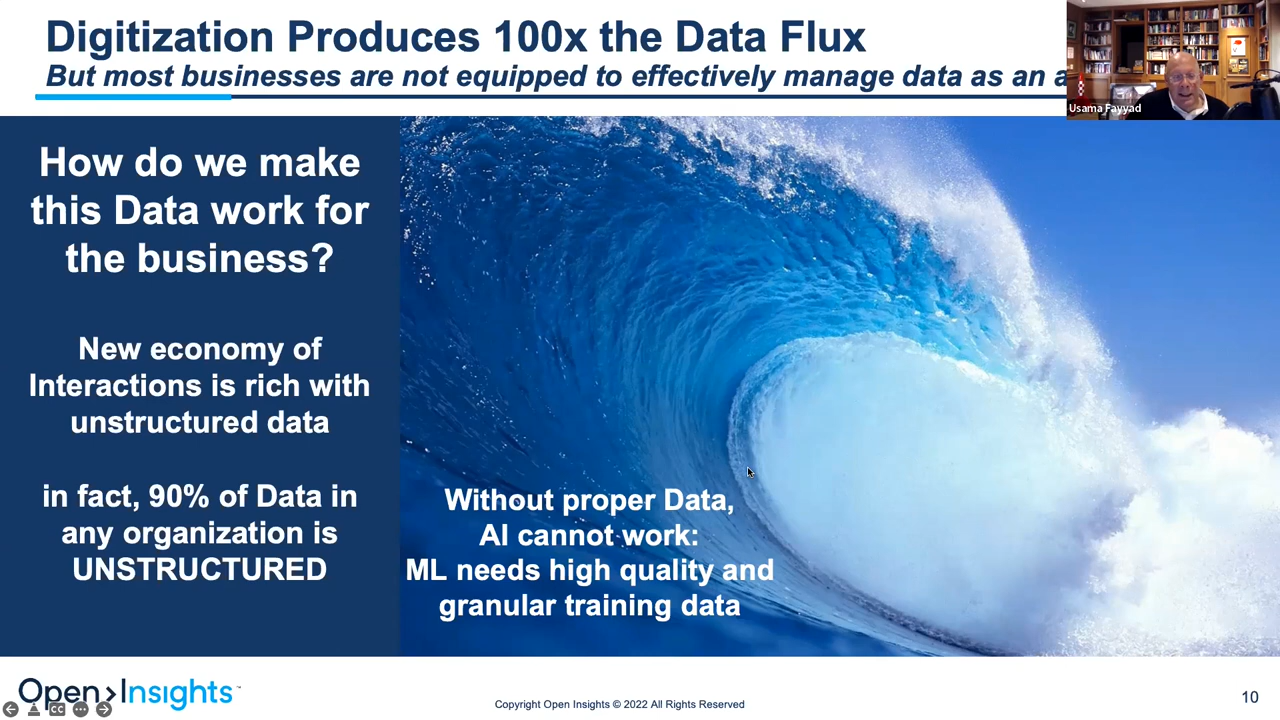 Digitization Produces 100x the Data Flux
But most businesses are not equipped to effectively manage data as an a
Usama Fayyad
How do we make
this Data work for
the business?
New economy of
Interactions is rich with
unstructured data
in fact, 90% of Data in
any organization is
UNSTRUCTURED
Without proper Data,
AI cannot work:
ML needs high quality and
granular training data
Open>Insights™
CC
Copyright Open Insights © 2022 All Rights Reserved
10